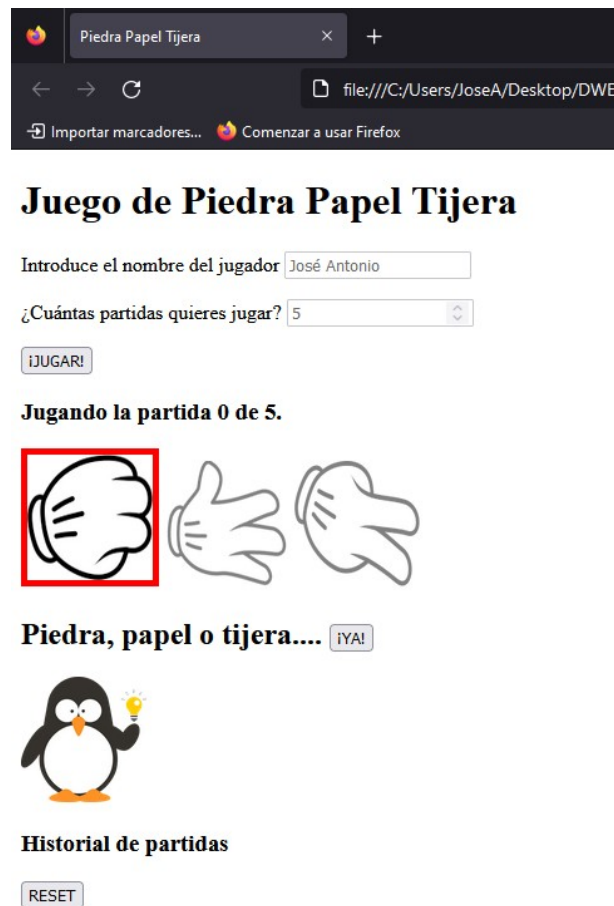 Piedra Papel Tijera
file:///C:/Users/JoseA/Desktop/DWE
Importar marcadores... Comenzar a usar Firefox
Juego de Piedra Papel Tijera
Introduce el nombre del jugador José Antonio
¿Cuántas partidas quieres jugar? 5
¡JUGAR!
Jugando la partida 0 de 5.
Piedra, papel o tijera.... ¡YA!
Historial de partidas
RESET